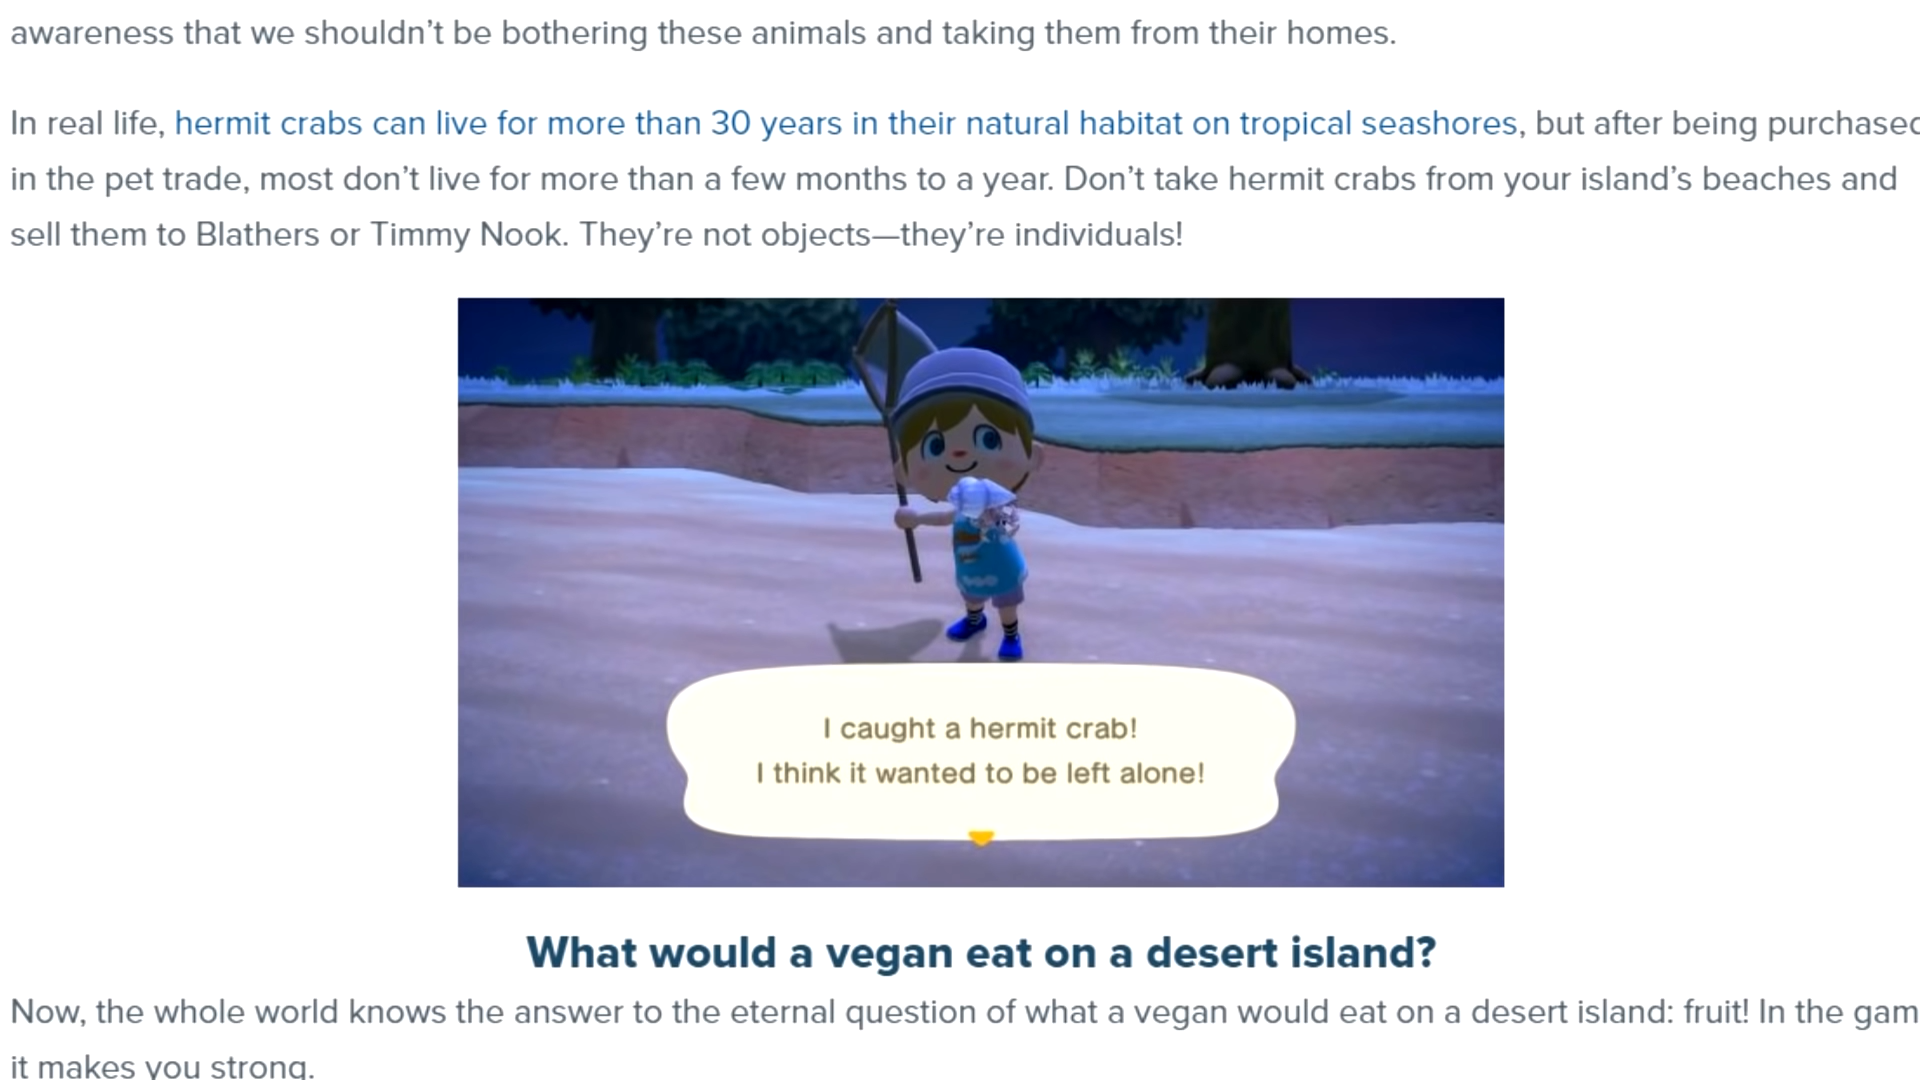 awareness that we shouldn’t be bothering these animals and taking them from their homes.
In real life, hermit crabs can live for more than 30 years in their natural habitat on tropical seashores, but after being purchased
in the pet trade, most don’t live for more than a few months to a year. Don’t take hermit crabs from your island’s beaches and
sell them to Blathers or Timmy Nook. They’re not objects—they’re individuals!
I caught a hermit crab!
I think it wanted to be left alone!
What would a vegan eat on a desert island?
Now, the whole world knows the answer to the eternal question of what a vegan would eat on a desert island: fruit! In the gam
it makes you strong.